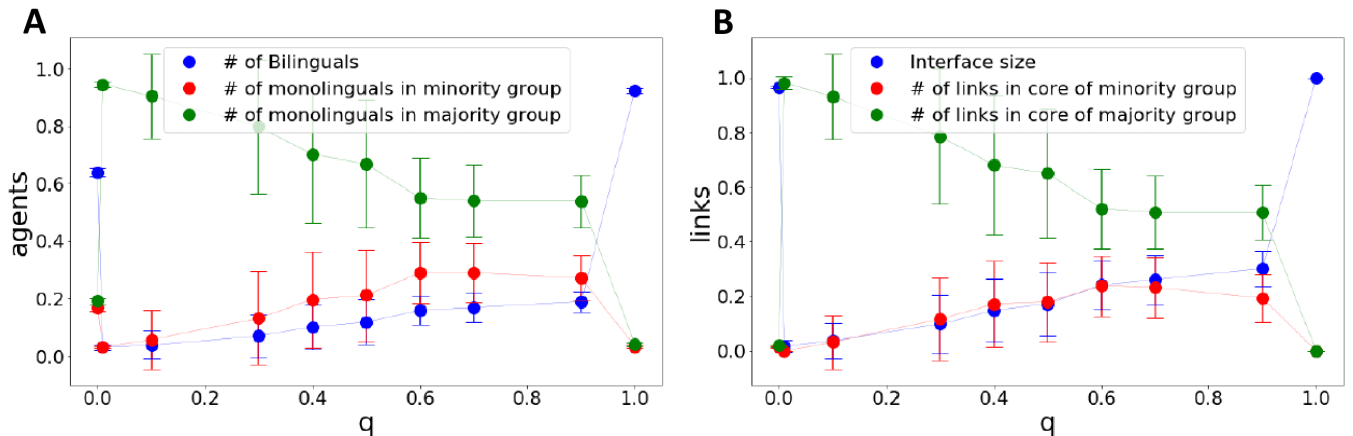 A
# of Bilinguals
# of monolinguals in minority group
# of monolinguals in majority group
agents
1.0
0.8
0.6
0.4
0.2
0.0
0.0 0.2 0.4 0.6 0.8 1.0
q
B
Interface size
# of links in core of minority group
# of links in core of majority group
links
1.0
0.8
0.6
0.4
0.2
0.0
0.0 0.2 0.4 0.6 0.8 1.0
q